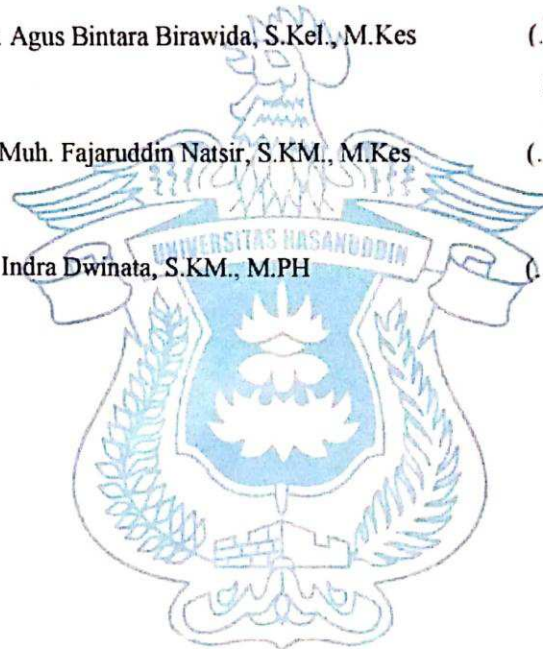 . Agus Bintara Birawida, S.Kel., M.Kes (.
Muh. Fajaruddin Natsir, S.KM., M.Kes (.
UNIVERSITAS HASANUDDIN
Indra Dwinata, S.KM., M.PH (.